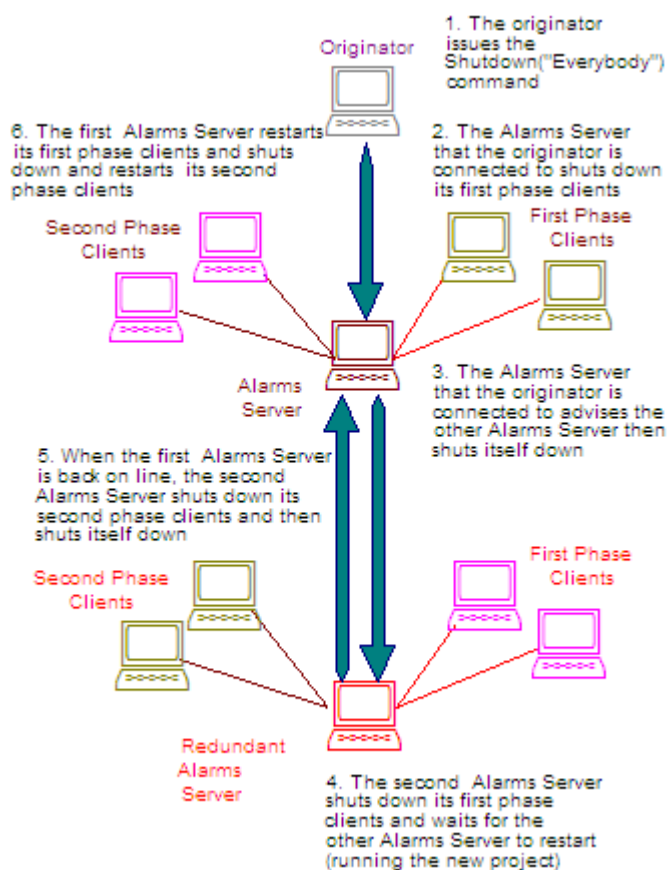 Originator
1. The originator
issues the
Shutdown("Everybody")
command
6. The first Alarms Server restarts
its first phase clients and shuts
down and restarts its second
phase clients
2. The Alarms Server
that the originator is
connected to shuts down
its first phase clients
Second Phase
Clients
First Phase
Clients
Alarms
Server
3. The Alarms Server
that the originator is
connected to advises the
other Alarms Server then
shuts itself down
5. When the first Alarms Server
is back on line, the second
Alarms Server shuts down its
second phase clients and then
shuts itself down
Second Phase
Clients
First Phase
Clients
Redundant
Alarms
Server
4. The second Alarms Server
shuts down its first phase
clients and waits for the
other Alarms Server to restart
(running the new project)